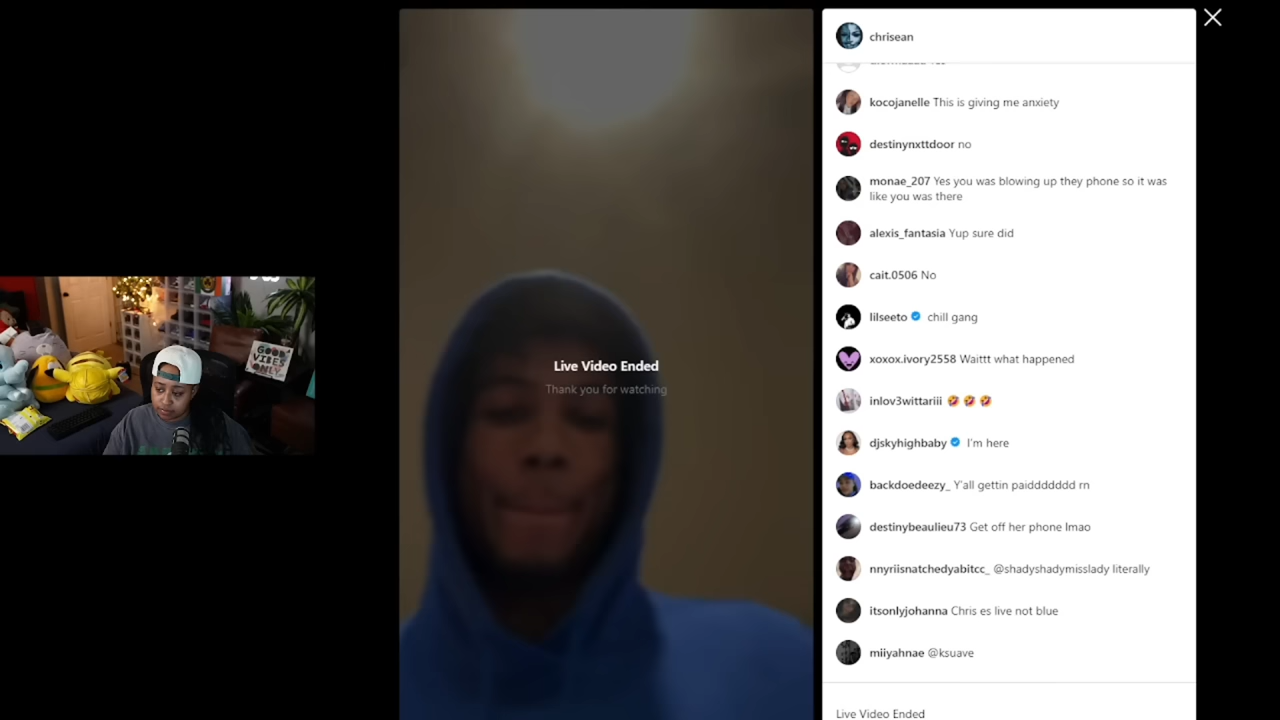 chrisean
kocojanelle This is giving me anxiety
destinynxttdoor no
monae_207 Yes you was blowing up they phone so it was
like you was there
alexis_fantasia Yup sure did
cait.0506 No
lilseeto chill gang
xoxox.ivory2558 Waittt what happened
inlov3wittariii 🤣 🤣 🤣
djskyhighbaby I'm here
backdoedeezy_ Y'all gettin paiddddddd rn
destinybeaulieu73 Get off her phone lmao
nnyriisnatchedyabitcc_ @shadyshadymisslady literally
itsonlyjohanna Chris es live not blue
miiyahnae @ksuave
Live Video Ended
Live Video Ended
Thank you for watching
GOOD
VIBES
ONLY.